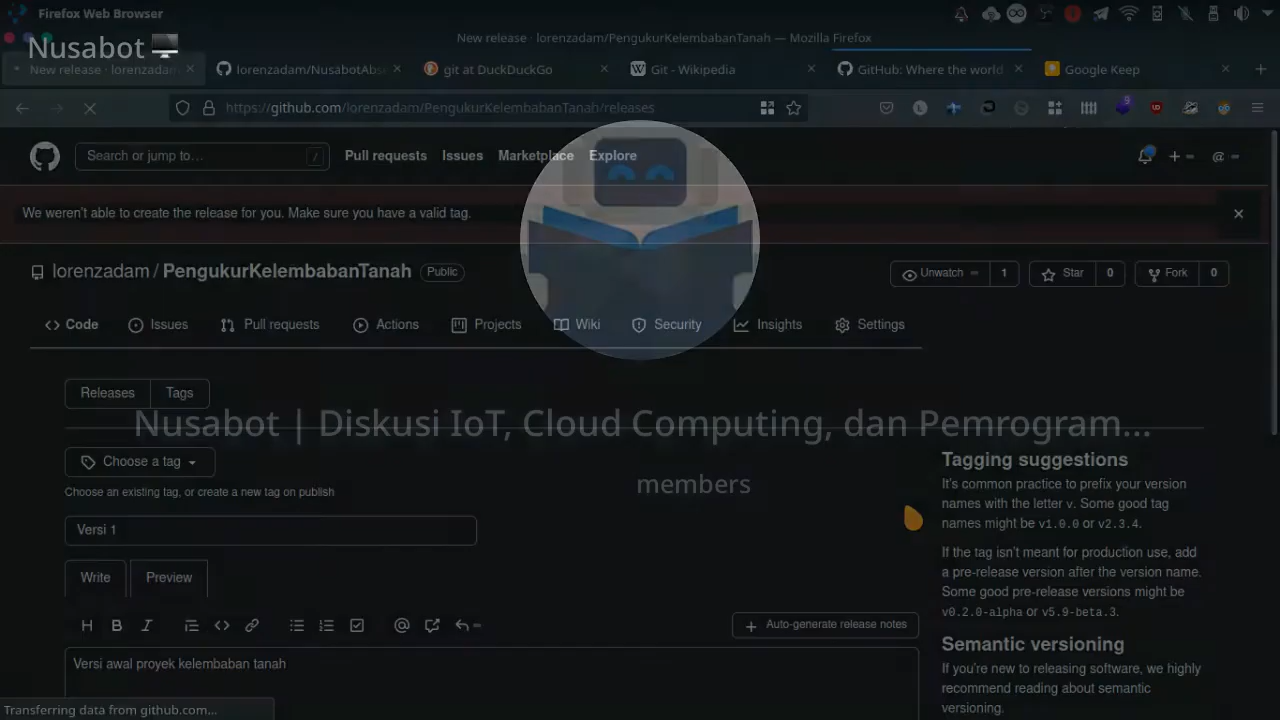 Firefox Web Browser
New release · lorenzadam/PengukurKelembabanTanah — Mozilla Firefox
Nusabot
New release · lorenzadam
lorenzadam/NusabotAbs
git at DuckDuckGo
Git - Wikipedia
GitHub: Where the world
Google Keep
https://github.com/lorenzadam/PengukurKelembabanTanah/releases
Search or jump to… /
Pull requests Issues Marketplace Explore
We weren't able to create the release for you. Make sure you have a valid tag.
lorenzadam / PengukurKelembabanTanah Public
Unwatch 1 Star 0 Fork 0
Code Issues Pull requests Actions Projects Wiki Security Insights Settings
Releases Tags
Nusabot | Diskusi IoT, Cloud Computing, dan Pemrogram...
members
Choose a tag
Choose an existing tag, or create a new tag on publish
Versi 1
Write Preview
H B I
Auto-generate release notes
Versi awal proyek kelembaban tanah
Tagging suggestions
It's common practice to prefix your version
names with the letter v. Some good tag
names might be v1.0.0 or v2.3.4.
If the tag isn't meant for production use, add
a pre-release version after the version name.
Some good pre-release versions might be
v0.2.0-alpha or v5.9-beta.3.
Semantic versioning
If you're new to releasing software, we highly
recommend reading about semantic
versioning.
Transferring data from github.com…